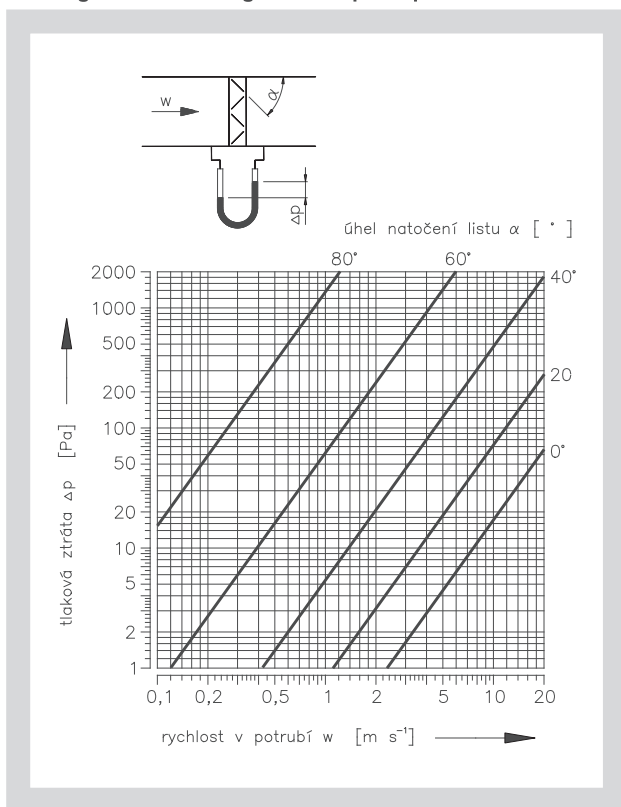 w
α
Δp
úhel natočení listu α [ ° ]
80° 60°
2000 40°
1000
500
200 20
100
50 0°
20
10
5
2
1
0,1 0,2 0,5 1 2 5 10 20
tlaková ztráta Δp [Pa]
rychlost v potrubí w [m s⁻¹]